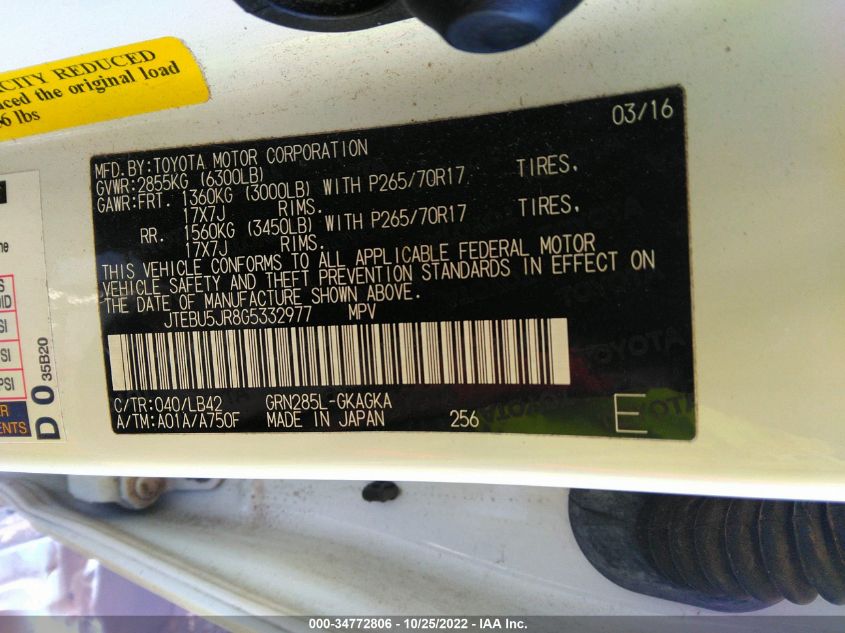 CITY REDUCED
ced the original load
6 lbs
03/16
MFD.BY:TOYOTA MOTOR CORPORATION
GVWR:2855KG (6300LB)
GAWR:FRT. 1360KG (3000LB) WITH P265/70R17 TIRES,
17X7J RIMS.
RR. 1560KG (3450LB) WITH P265/70R17 TIRES,
17X7J RIMS.
THIS VEHICLE CONFORMS TO ALL APPLICABLE FEDERAL MOTOR
VEHICLE SAFETY AND THEFT PREVENTION STANDARDS IN EFFECT ON
THE DATE OF MANUFACTURE SHOWN ABOVE.
JTEBU5JR8G5332977 MPV
C/TR:040/LB42 GRN285L-GKAGKA
A/TM:A01A/A750F MADE IN JAPAN 256 E
D 0 35B20
TOYOTA
000-34772806 - 10/25/2022 - IAA Inc.